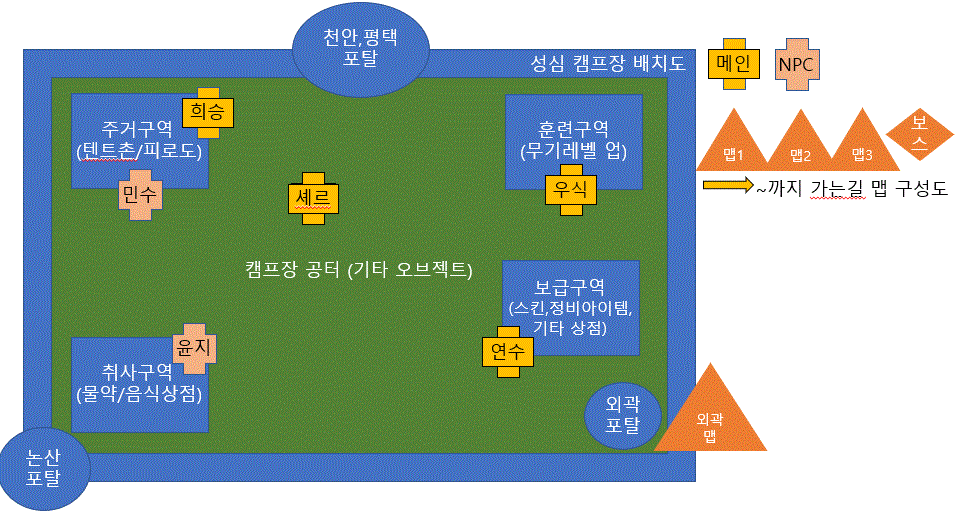 천안,평택
포탈
성심 캠프장 배치도
메인
NPC
희승
주거구역
(텐트촌/피로도)
민수
셰르
훈련구역
(무기레벨 업)
우식
맵1
맵2
맵3
보
스
~까지 가는길 맵 구성도
캠프장 공터 (기타 오브젝트)
보급구역
(스킨,정비아이템,
기타 상점)
연수
윤지
취사구역
(물약/음식상점)
외곽
포탈
외곽
맵
논산
포탈